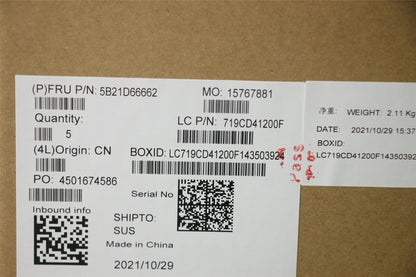 (P)FRU P/N: 5B21D66662
MO: 15767881
Quantity:
5
LC P/N: 719CD41200F
(4L)Origin: CN
BOXID: LC719CD41200F143503924
PO: 4501674586
Serial No
Inbound info
SHIPTO:
SUS
Made in China
2021/10/29
净重: WEIGHT: 2.11 Kg
DATE: 2021/10/29 15:37
BOXID:
LC719CD41200F14350392